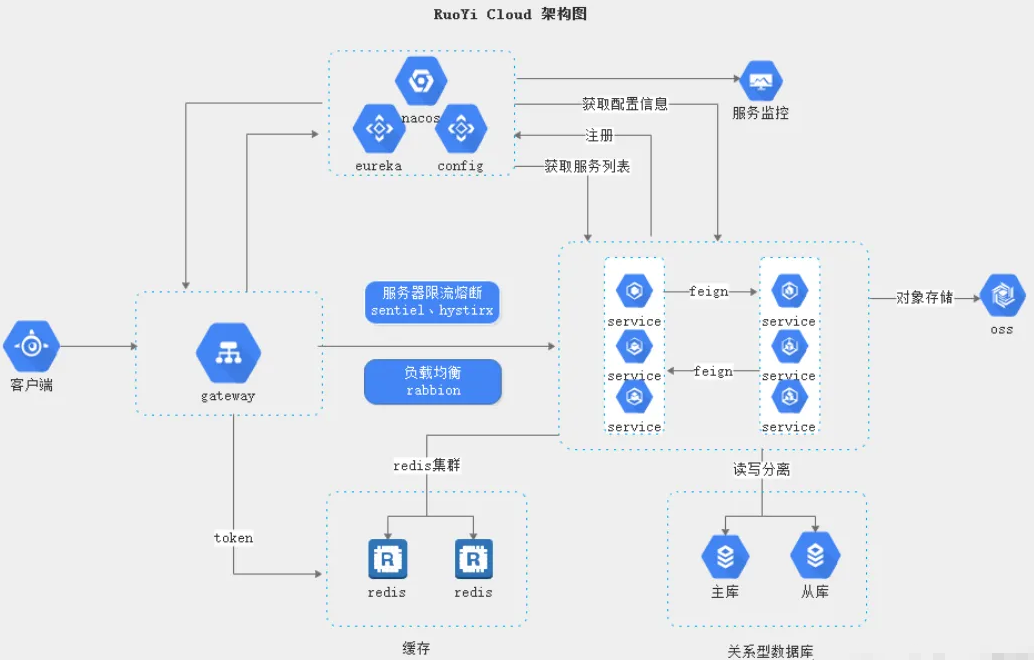 RuoYi Cloud 架构图
nacos
eureka
config
服务监控
获取配置信息
注册
获取服务列表
服务器限流熔断
sentiel、hystirx
负载均衡
rabbion
客户端
gateway
service
service
service
feign
feign
service
service
service
对象存储
oss
redis集群
读写分离
token
redis
redis
缓存
主库
从库
关系型数据库